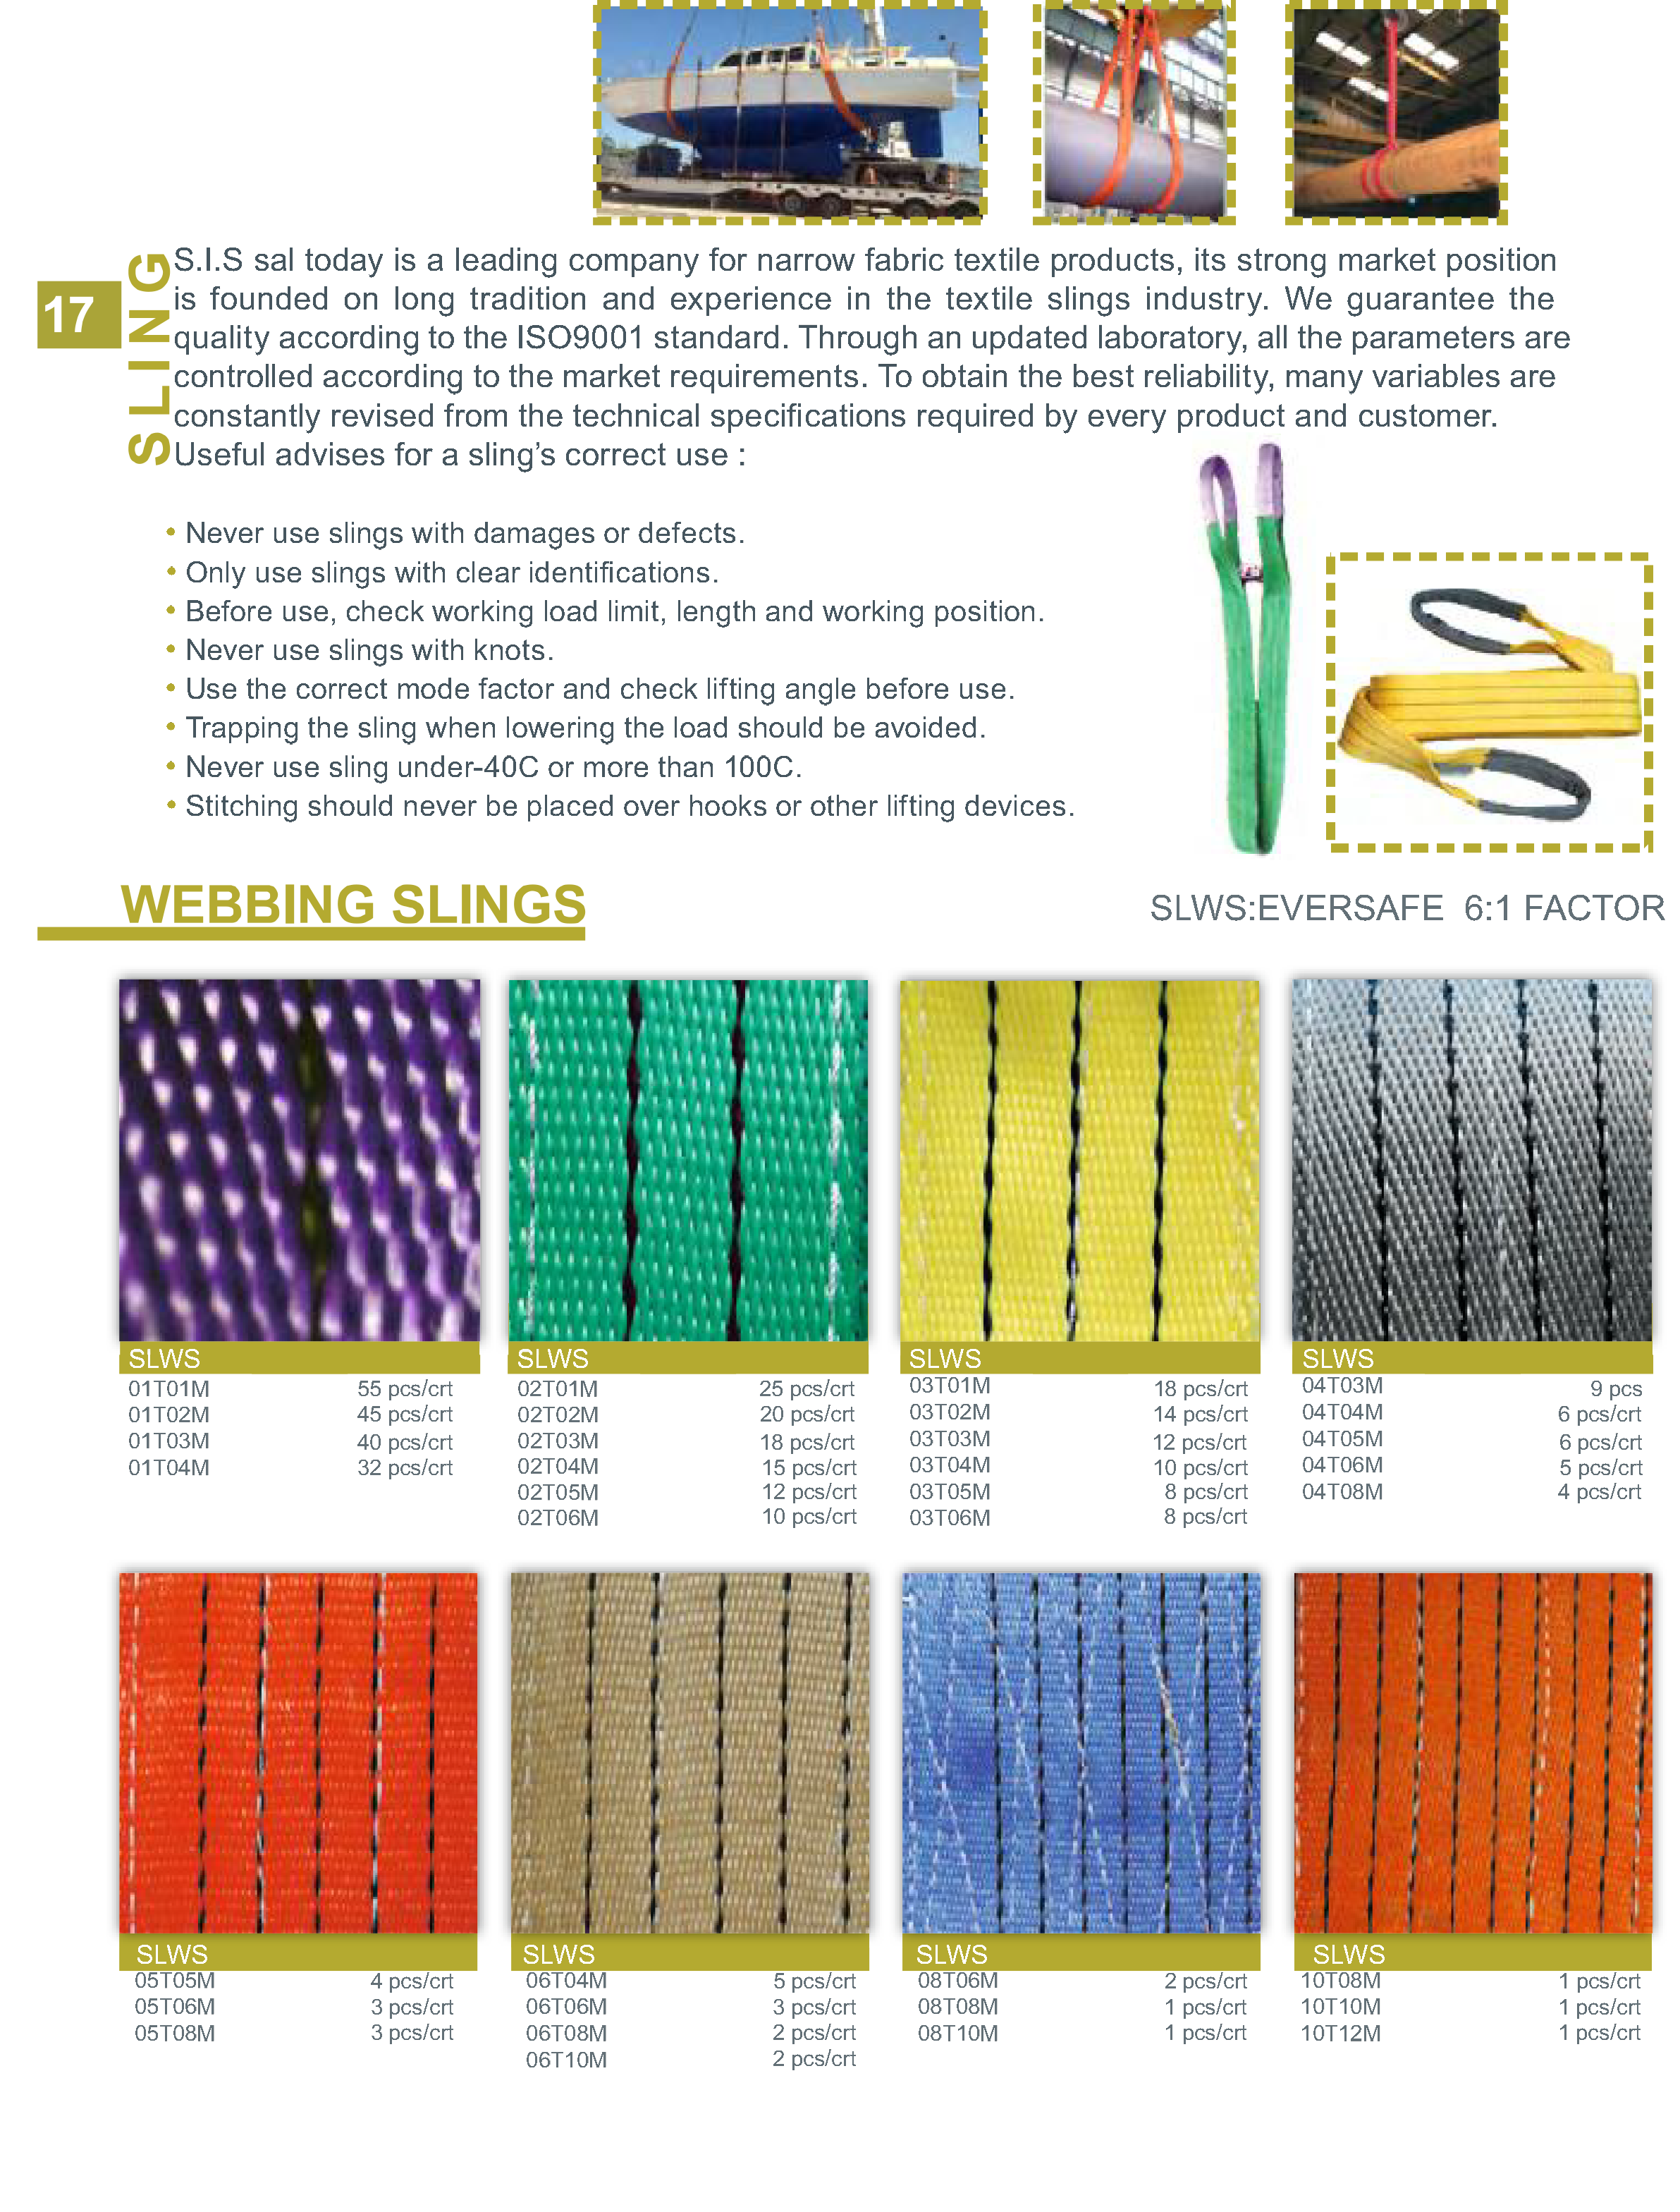 17
SLING
S.I.S sal today is a leading company for narrow fabric textile products, its strong market position
is founded on long tradition and experience in the textile slings industry. We guarantee the
quality according to the ISO9001 standard. Through an updated laboratory, all the parameters are
controlled according to the market requirements. To obtain the best reliability, many variables are
constantly revised from the technical specifications required by every product and customer.
Useful advises for a sling’s correct use :
• Never use slings with damages or defects.
• Only use slings with clear identifications.
• Before use, check working load limit, length and working position.
• Never use slings with knots.
• Use the correct mode factor and check lifting angle before use.
• Trapping the sling when lowering the load should be avoided.
• Never use sling under-40C or more than 100C.
• Stitching should never be placed over hooks or other lifting devices.
WEBBING SLINGS
SLWS:EVERSAFE 6:1 FACTOR
SLWS
01T01M 55 pcs/crt
01T02M 45 pcs/crt
01T03M 40 pcs/crt
01T04M 32 pcs/crt
SLWS
02T01M 25 pcs/crt
02T02M 20 pcs/crt
02T03M 18 pcs/crt
02T04M 15 pcs/crt
02T05M 12 pcs/crt
02T06M 10 pcs/crt
SLWS
03T01M 18 pcs/crt
03T02M 14 pcs/crt
03T03M 12 pcs/crt
03T04M 10 pcs/crt
03T05M 8 pcs/crt
03T06M 8 pcs/crt
SLWS
04T03M 9 pcs
04T04M 6 pcs/crt
04T05M 6 pcs/crt
04T06M 5 pcs/crt
04T08M 4 pcs/crt
SLWS
05T05M 4 pcs/crt
05T06M 3 pcs/crt
05T08M 3 pcs/crt
SLWS
06T04M 5 pcs/crt
06T06M 3 pcs/crt
06T08M 2 pcs/crt
06T10M 2 pcs/crt
SLWS
08T06M 2 pcs/crt
08T08M 1 pcs/crt
08T10M 1 pcs/crt
SLWS
10T08M 1 pcs/crt
10T10M 1 pcs/crt
10T12M 1 pcs/crt